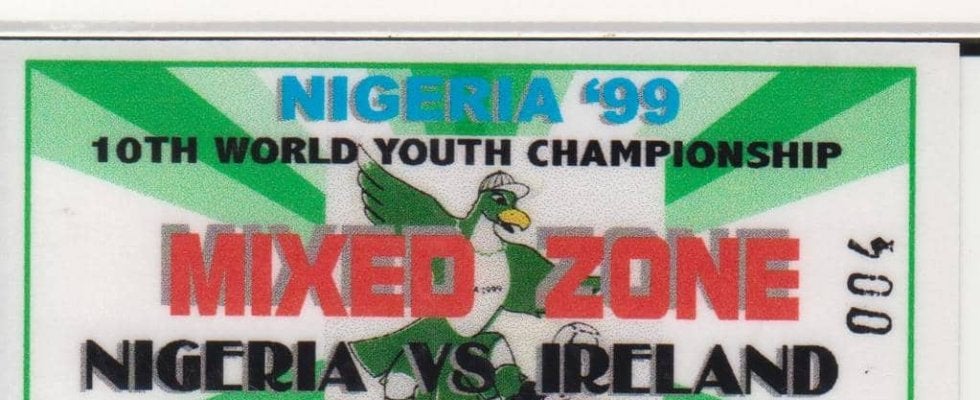 NIGERIA ‘99
10TH WORLD YOUTH CHAMPIONSHIP
MIXED ZONE
NIGERIA VS IRELAND
004